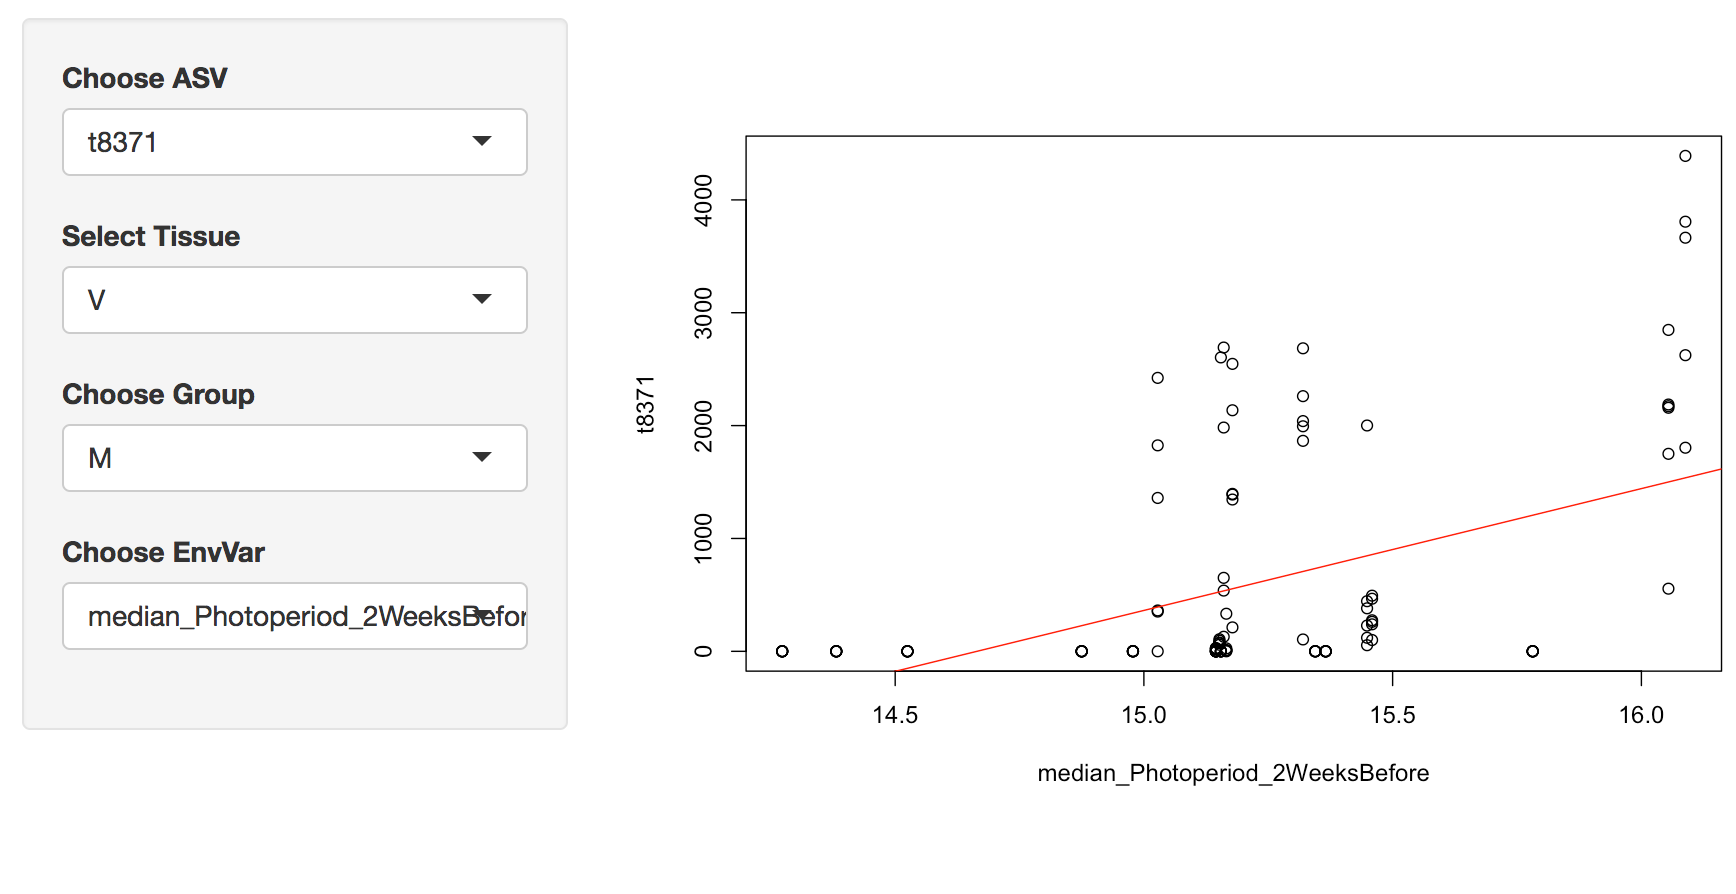 Choose ASV
t8371
Select Tissue
V
Choose Group
M
Choose EnvVar
median_Photoperiod_2WeeksBefor
4000
3000
2000
1000
0
t8371
14.5 15.0 15.5 16.0
median_Photoperiod_2WeeksBefore